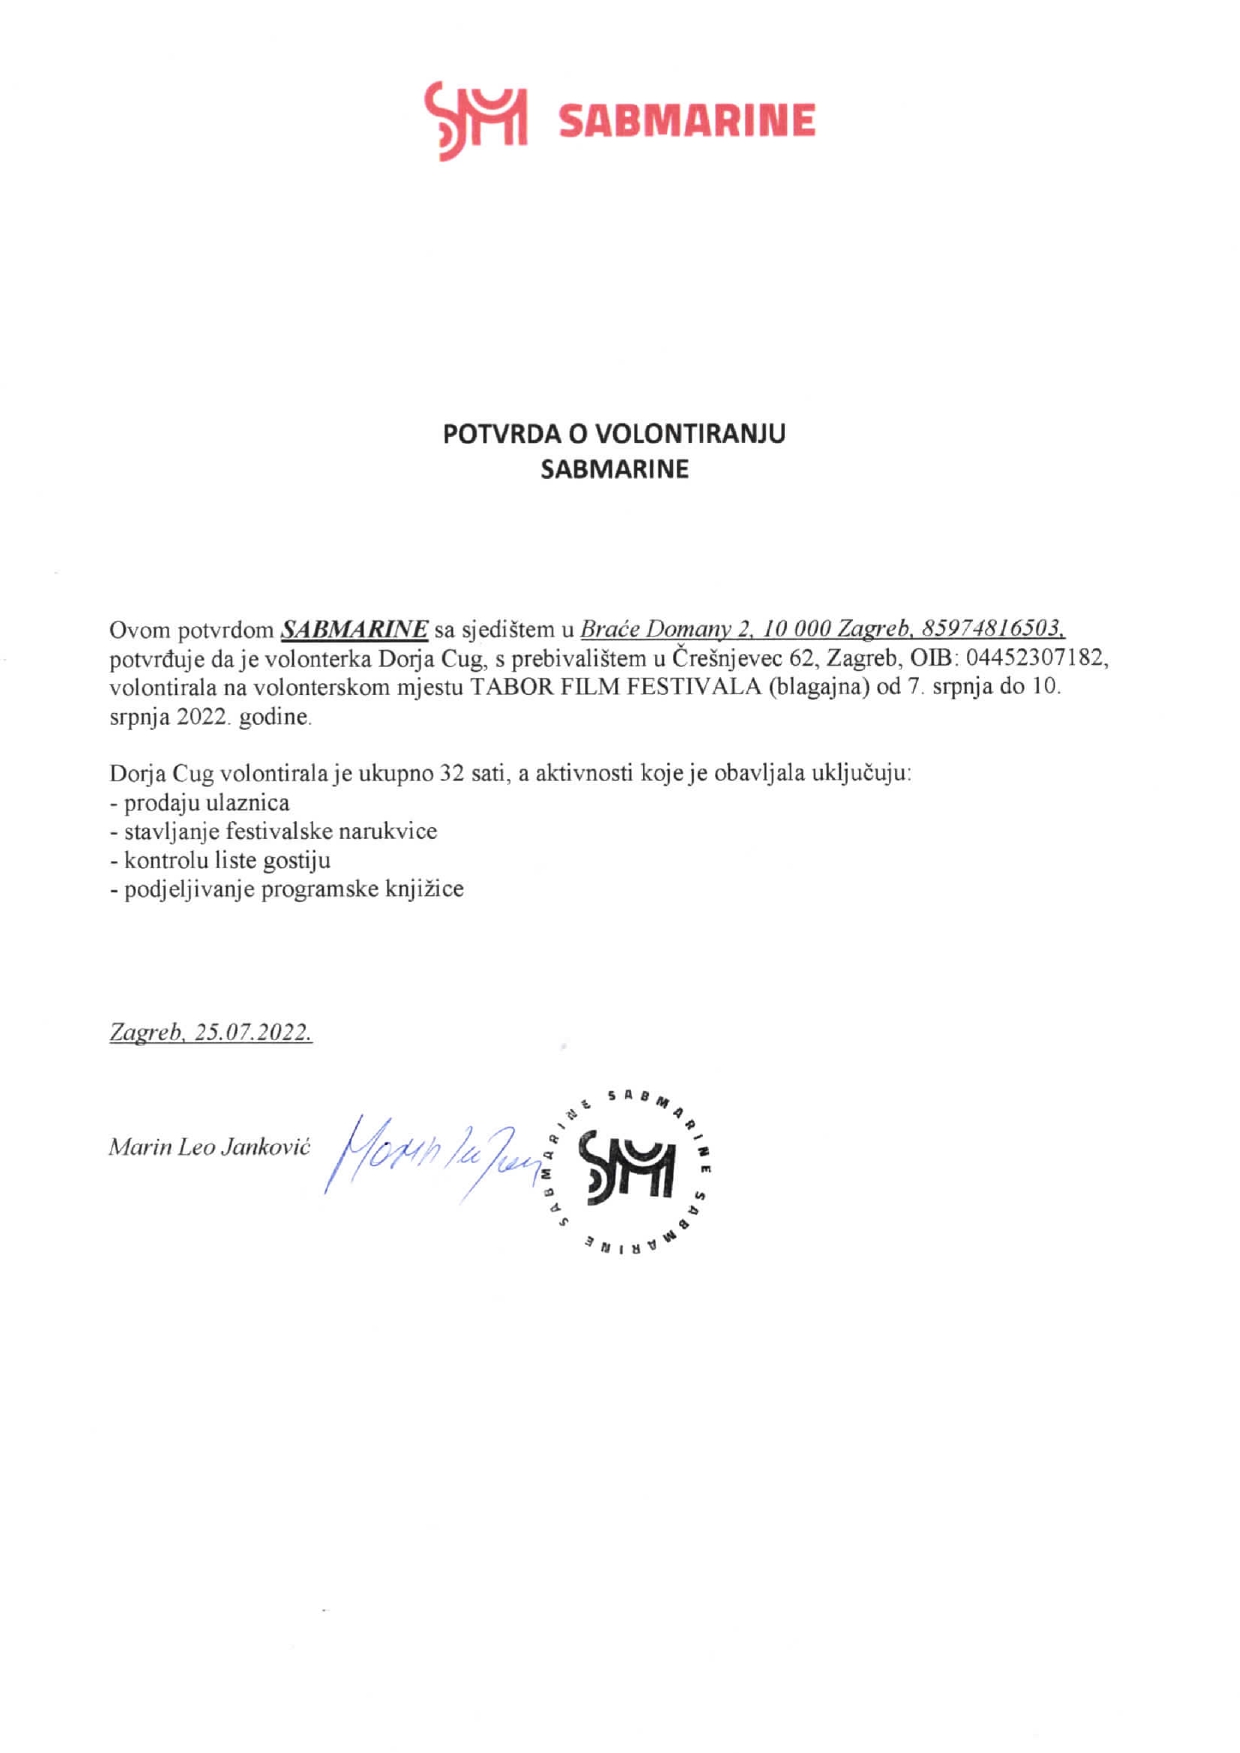 SABMARINE
POTVRDA O VOLONTIRANJU
SABMARINE
Ovom potvrdom SABMARINE sa sjedištem u Braće Domany 2, 10 000 Zagreb, 85974816503,
potvrđuje da je volonterka Dorja Cug, s prebivalištem u Črešnjevec 62, Zagreb, OIB: 04452307182,
volontirala na volonterskom mjestu TABOR FILM FESTIVALA (blagajna) od 7. srpnja do 10.
srpnja 2022. godine.
Dorja Cug volontirala je ukupno 32 sati, a aktivnosti koje je obavljala uključuju:
- prodaju ulaznica
- stavljanje festivalske narukvice
- kontrolu liste gostiju
- podjeljivanje programske knjižice
Zagreb, 25.07.2022.
Marin Leo Janković
SABMARINE SABMARINE SABMARINE SABMARINE